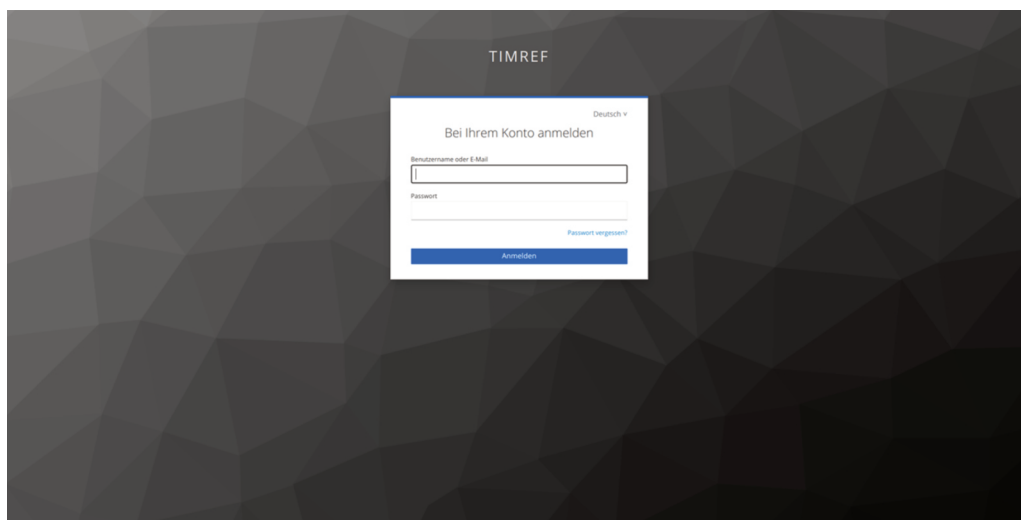 TIMREF
Deutsch ˅
Bei Ihrem Konto anmelden
Benutzername oder E-Mail
Passwort
Passwort vergessen?
Anmelden